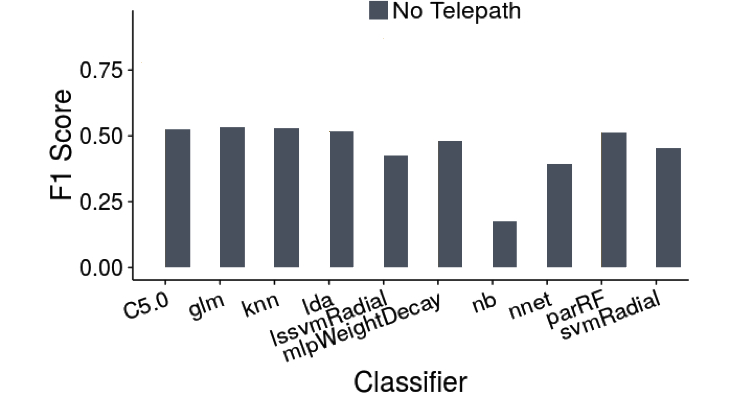 No Telepath
F1 Score
0.75
0.50
0.25
0.00
C5.0
glm
knn
lda
lssvmRadial
mlpWeightDecay
nb
nnet
parRF
svmRadial
Classifier